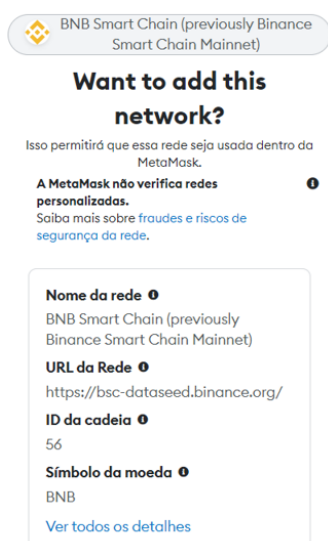 BNB Smart Chain (previously Binance
Smart Chain Mainnet)
Want to add this
network?
Isso permitirá que essa rede seja usada dentro da
MetaMask.
A MetaMask não verifica redes
personalizadas.
Saiba mais sobre fraudes e riscos de
segurança da rede.
Nome da rede
BNB Smart Chain (previously
Binance Smart Chain Mainnet)
URL da Rede
https://bsc-dataseed.binance.org/
ID da cadeia
56
Símbolo da moeda
BNB
Ver todos os detalhes